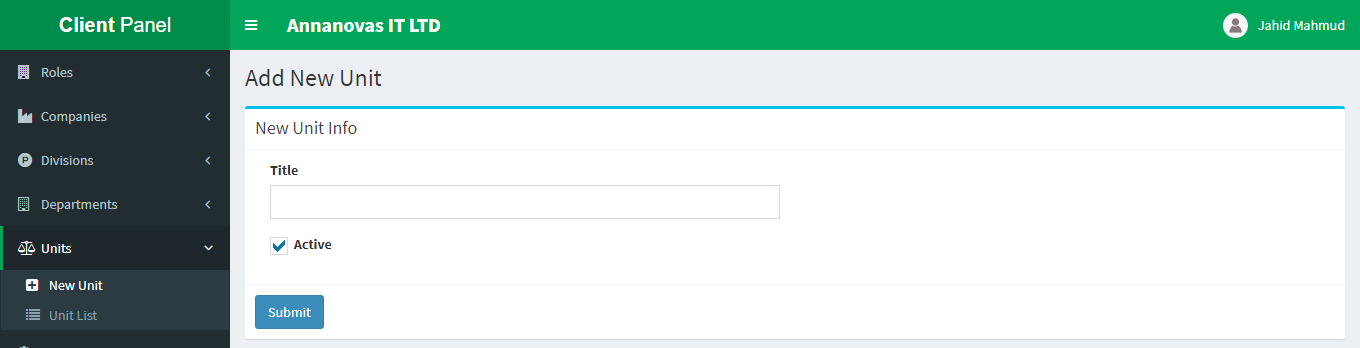 Client Panel
Annanovas IT LTD
Jahid Mahmud
Roles
Companies
Divisions
Departments
Units
New Unit
Unit List
Add New Unit
New Unit Info
Title
Active
Submit